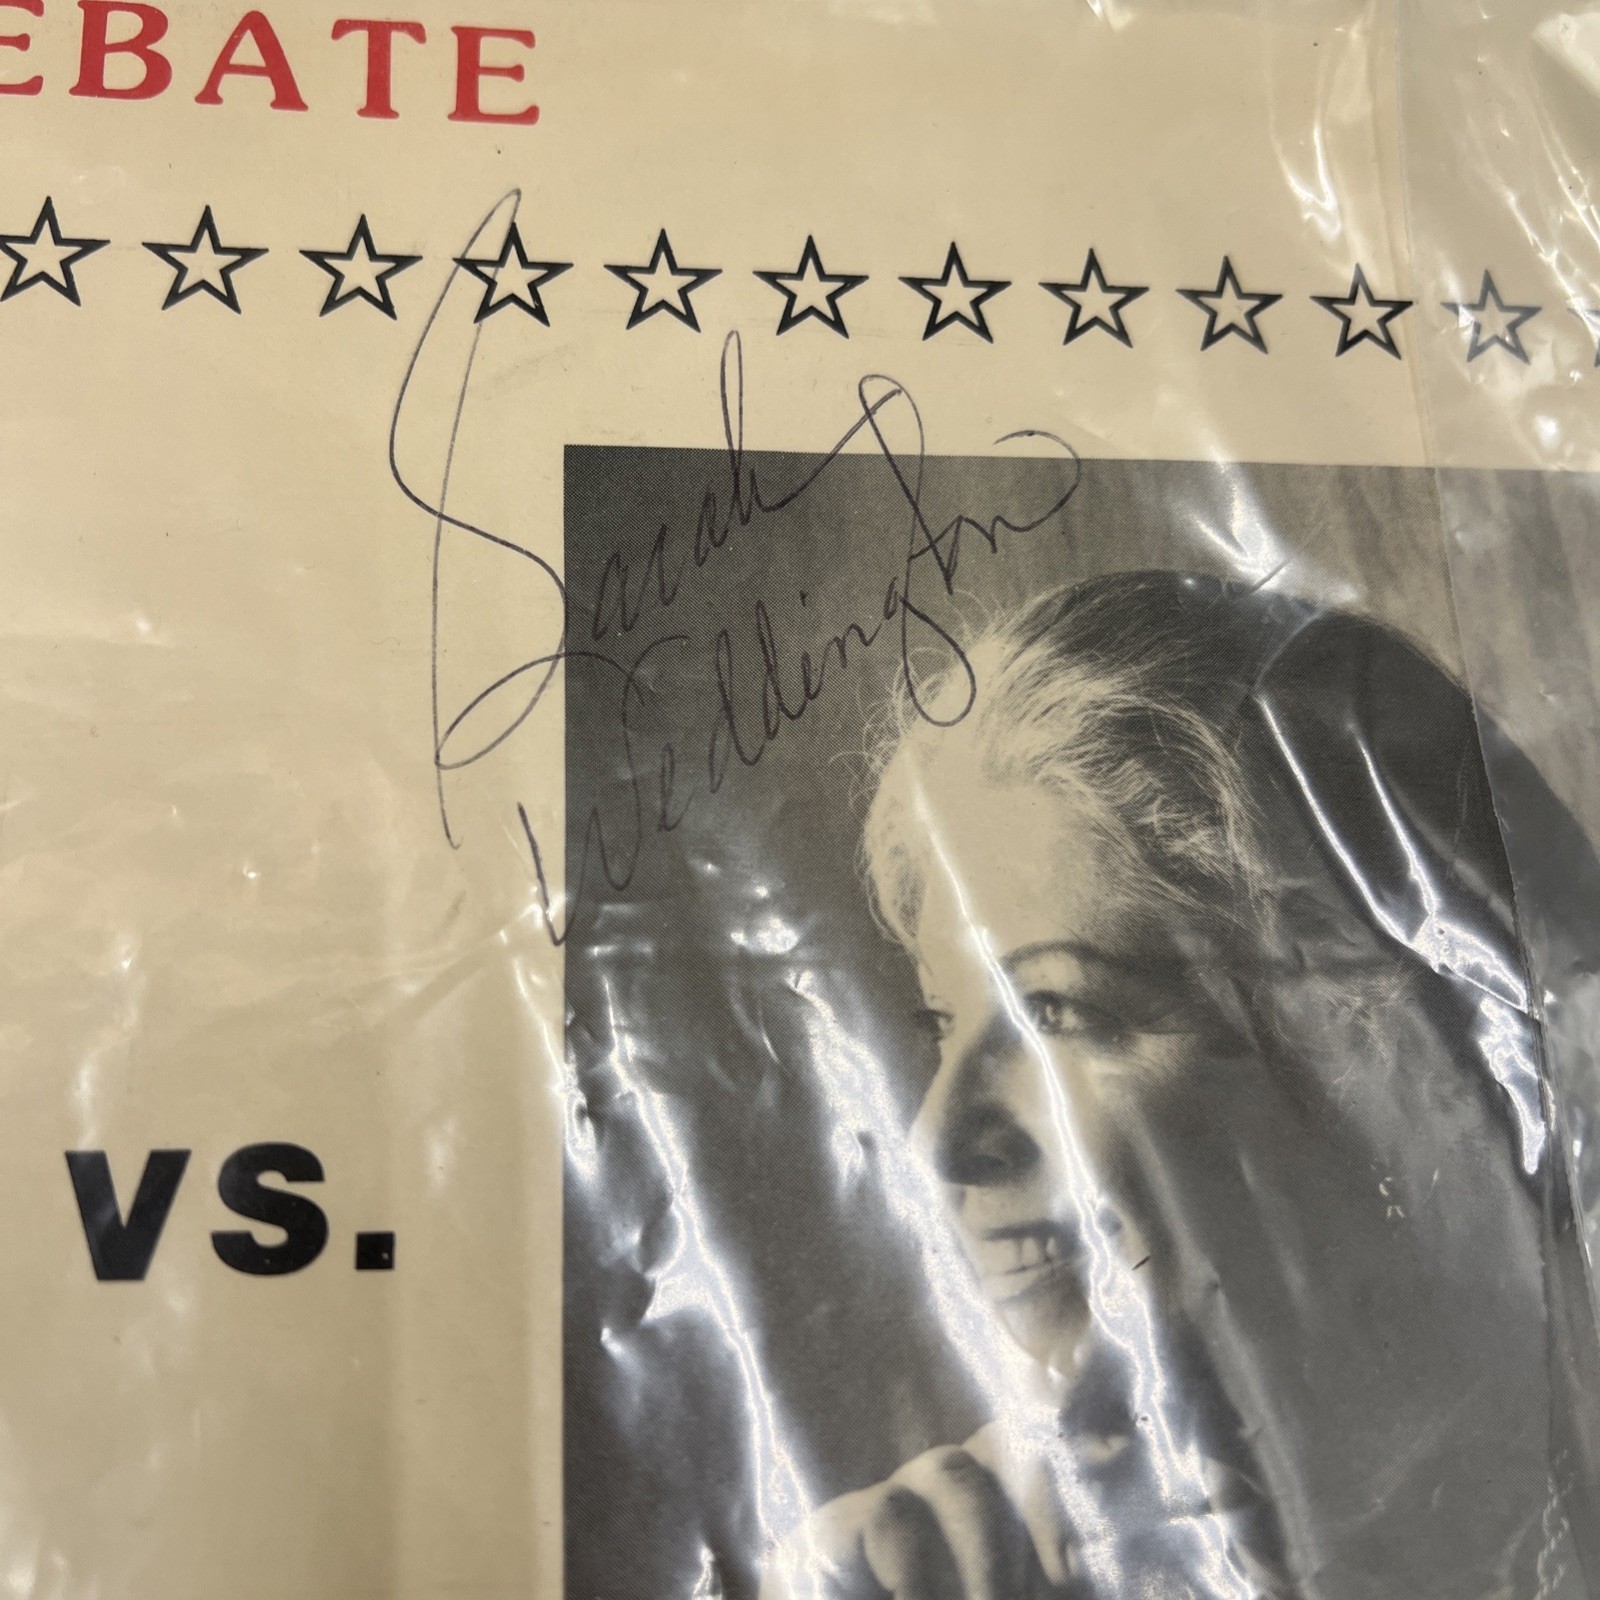 EBATE
Sarah
Weddington
VS.